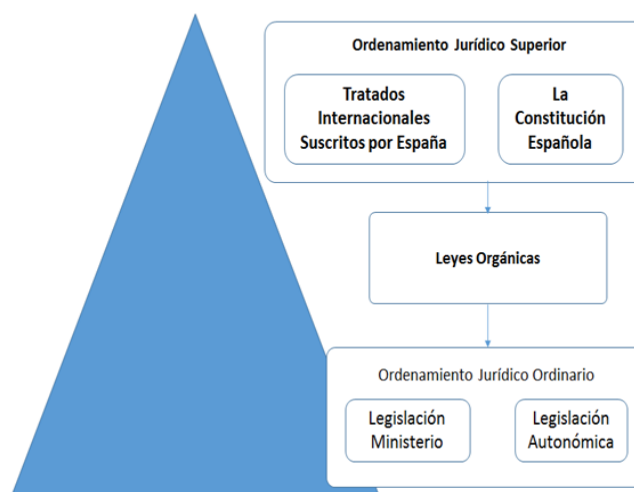 Ordenamiento Jurídico Superior
Tratados
Internacionales
Suscritos por España
La
Constitución
Española
Leyes Orgánicas
Ordenamiento Jurídico Ordinario
Legislación
Ministerio
Legislación
Autonómica